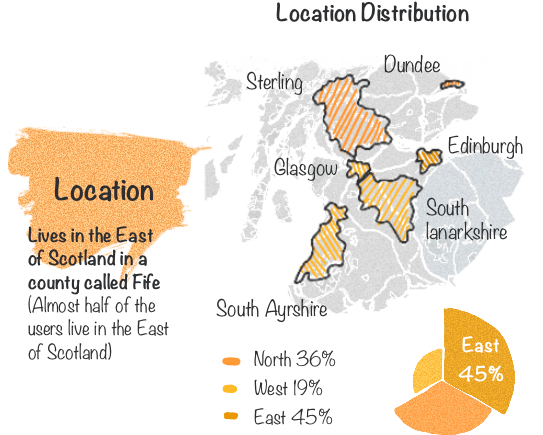 Location Distribution
Dundee
Sterling
Edinburgh
Glasgow
Location
South
lanarkshire
Lives in the East
of Scotland in a
county called Fife
(Almost half of the
users live in the East
of Scotland)
South Ayrshire
North 36%
West 19%
East 45%
East
45%